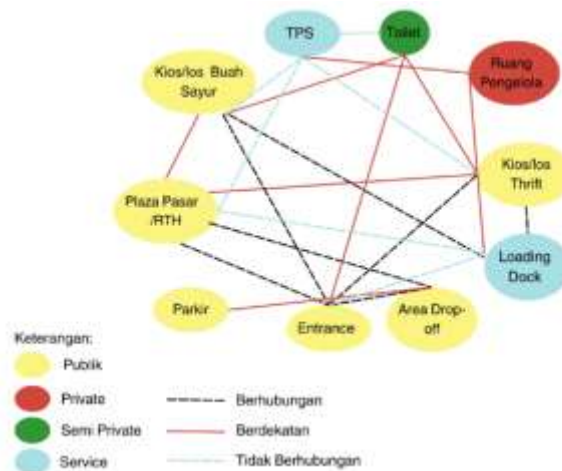 TPS
Toilet
Kios/los Buah
Sayur
Ruang
Pengelola
Kios/los
Thrift
Plaza Pasar
/RTH
Loading
Dock
Parkir
Entrance
Area Drop-
off
Keterangan:
Publik
Private
Semi Private
Service
Berhubungan
Berdekatan
Tidak Berhubungan